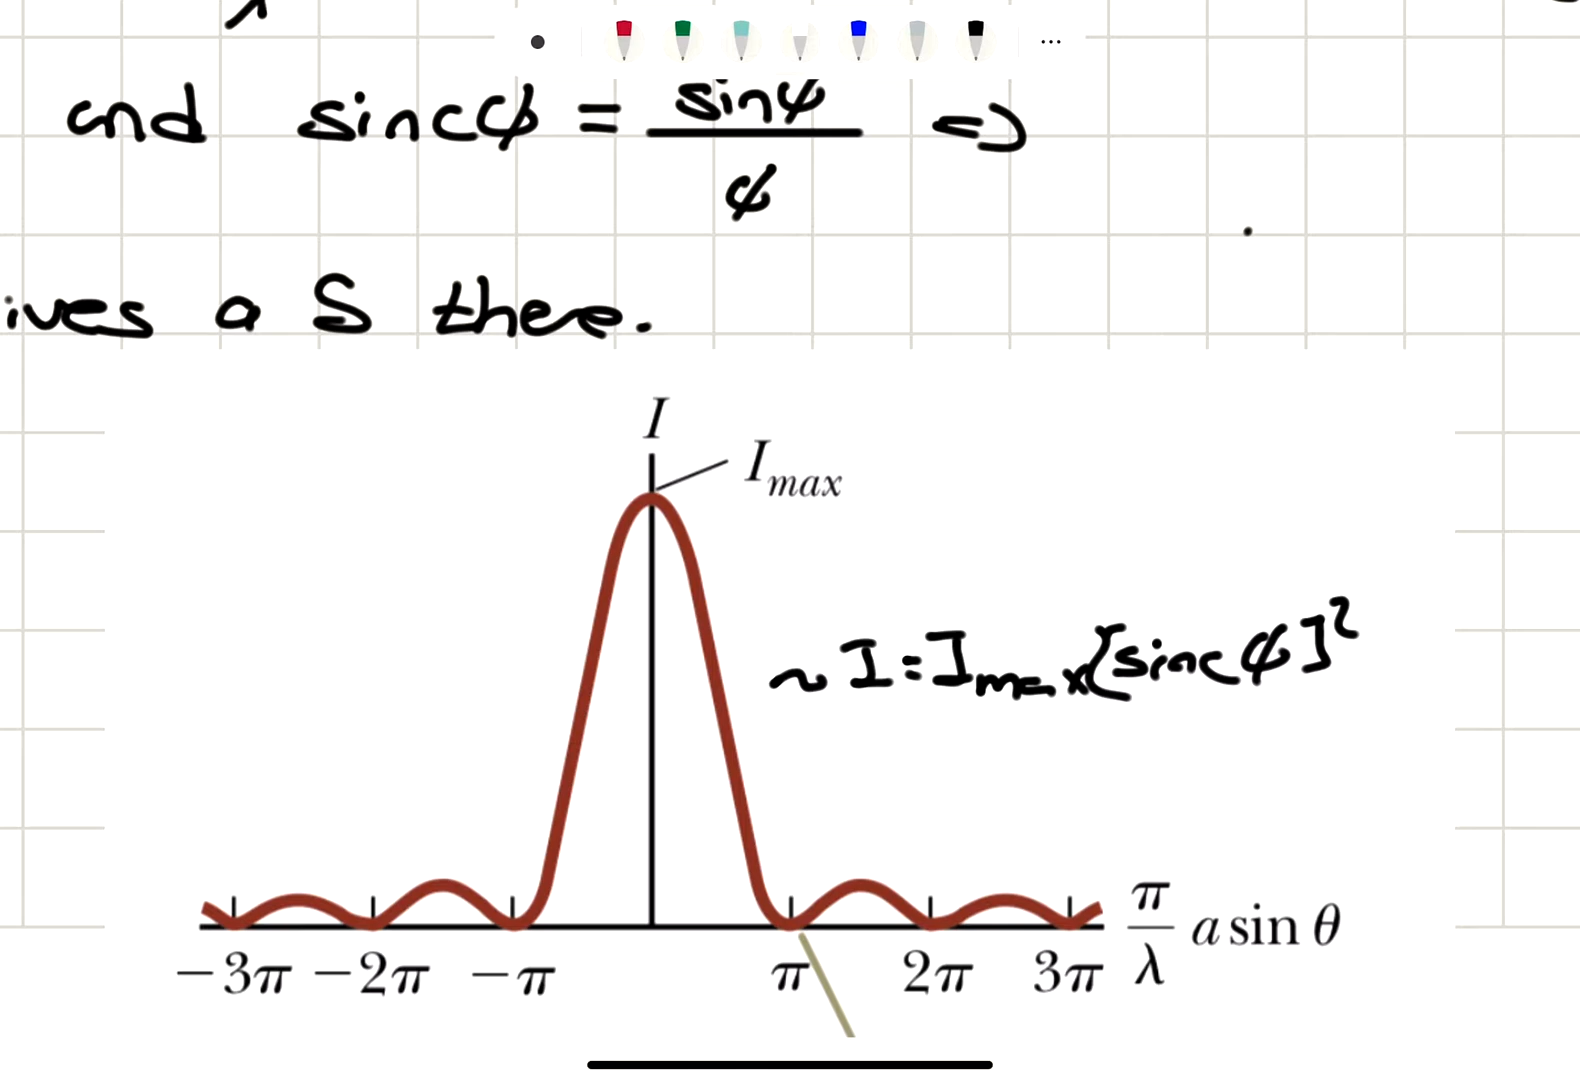 and sincϕ = sinϕ / ϕ ⇒
ives a S there.
I
I_max
~ I = I_max [sinc ϕ]²
−3π −2π −π π 2π 3π π/λ a sin θ